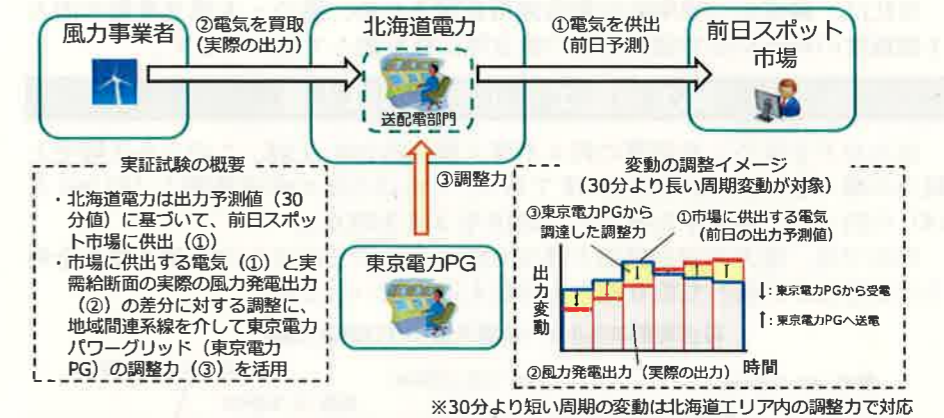 風力事業者
②電気を買取
(実際の出力)
北海道電力
送配電部門
①電気を供出
(前日予測)
前日スポット
市場
③調整力
東京電力PG
実証試験の概要
・北海道電力は出力予測値(30
分値)に基づいて、前日スポッ
ト市場に供出(①)
・市場に供出する電気(①)と実
需給断面の実際の風力発電出力
(②)の差分に対する調整に、
地域間連系線を介して東京電力
パワーグリッド(東京電力
PG)の調整力(③)を活用
変動の調整イメージ
(30分より長い周期変動が対象)
③東京電力PGから
調達した調整力
①市場に供出する電気
(前日の出力予測値)
出力変動
↓:東京電力PGから受電
↑:東京電力PGへ送電
②風力発電出力(実際の出力)
時間
※30分より短い周期の変動は北海道エリア内の調整力で対応